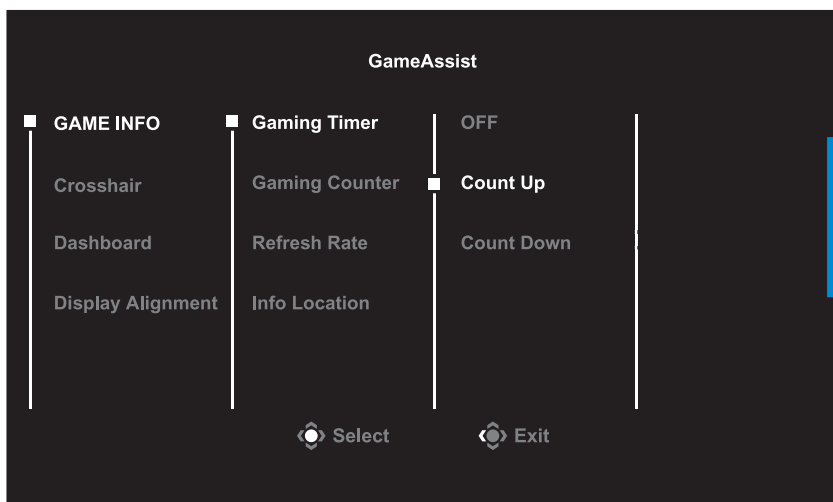 GameAssist
GAME INFO Gaming Timer OFF
Crosshair Gaming Counter Count Up
Dashboard Refresh Rate Count Down
Display Alignment Info Location
Select Exit